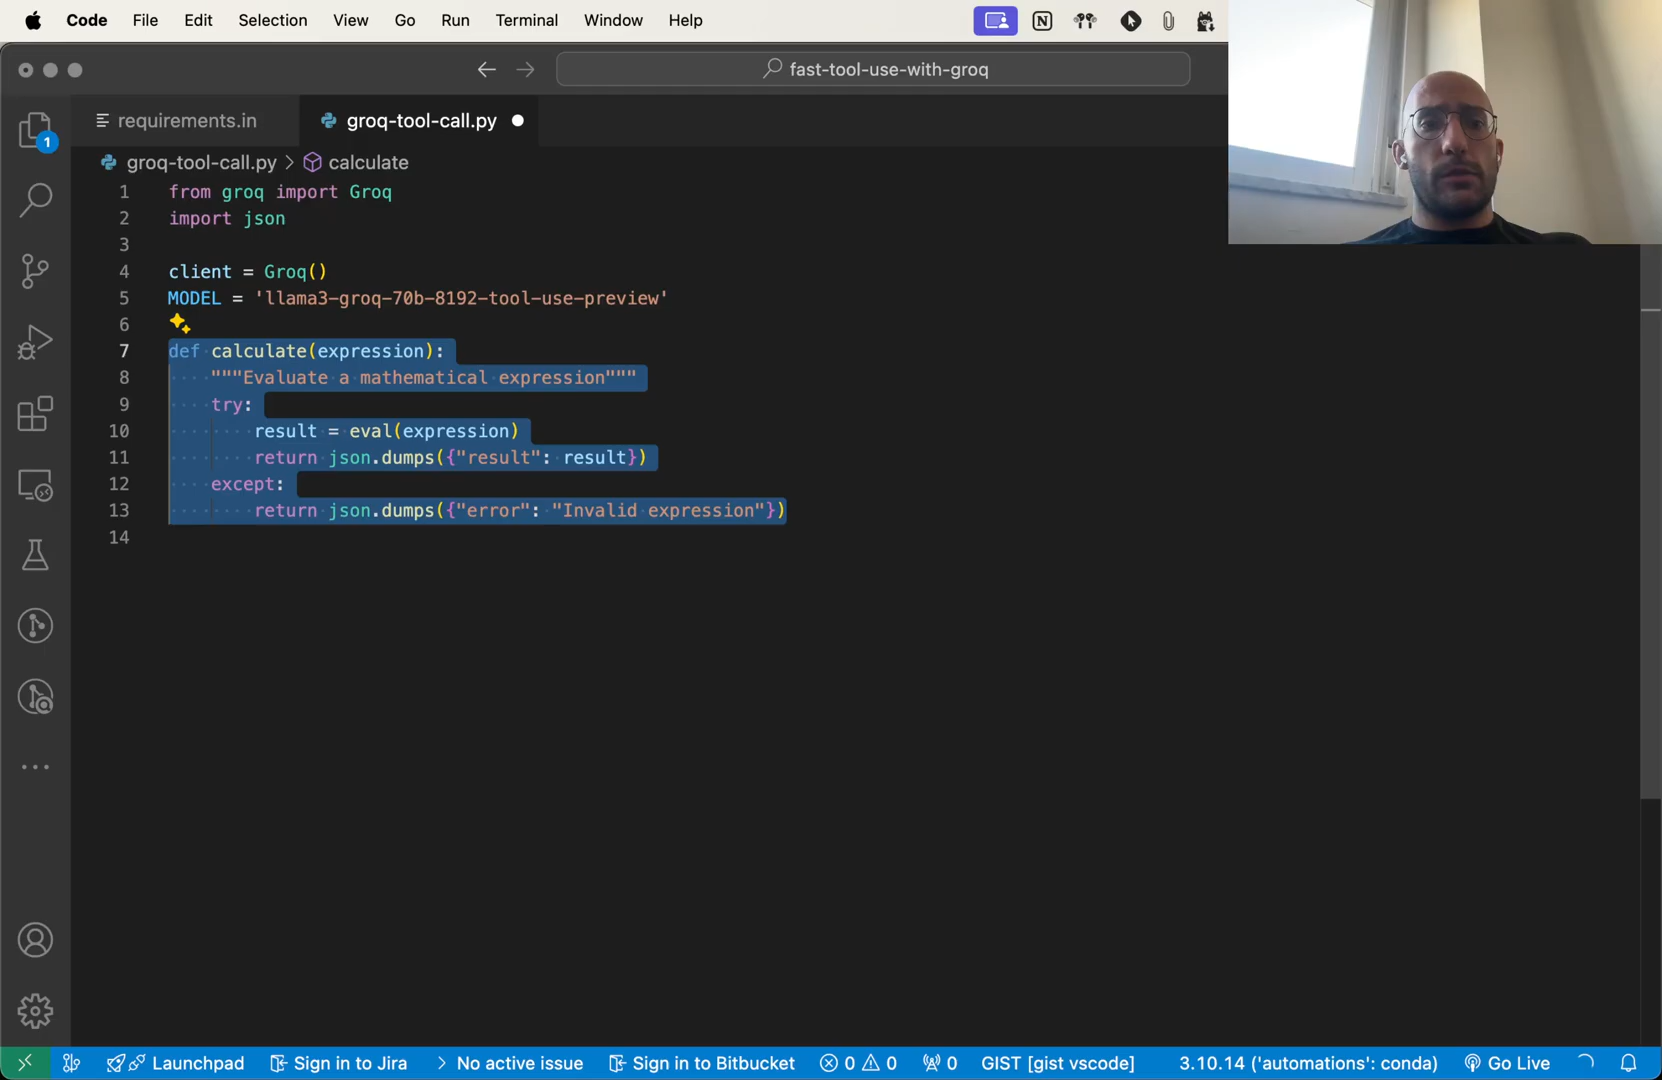 Code File Edit Selection View Go Run Terminal Window Help
fast-tool-use-with-groq
1
requirements.in
groq-tool-call.py
groq-tool-call.py > calculate
1 from groq import Groq
2 import json
3
4 client = Groq()
5 MODEL = 'llama3-groq-70b-8192-tool-use-preview'
6
7 def calculate(expression):
8 """Evaluate a mathematical expression"""
9 try:
10 result = eval(expression)
11 return json.dumps({"result": result})
12 except:
13 return json.dumps({"error": "Invalid expression"})
14
Launchpad Sign in to Jira > No active issue Sign in to Bitbucket 0 0 0 GIST [gist vscode] 3.10.14 ('automations': conda) Go Live